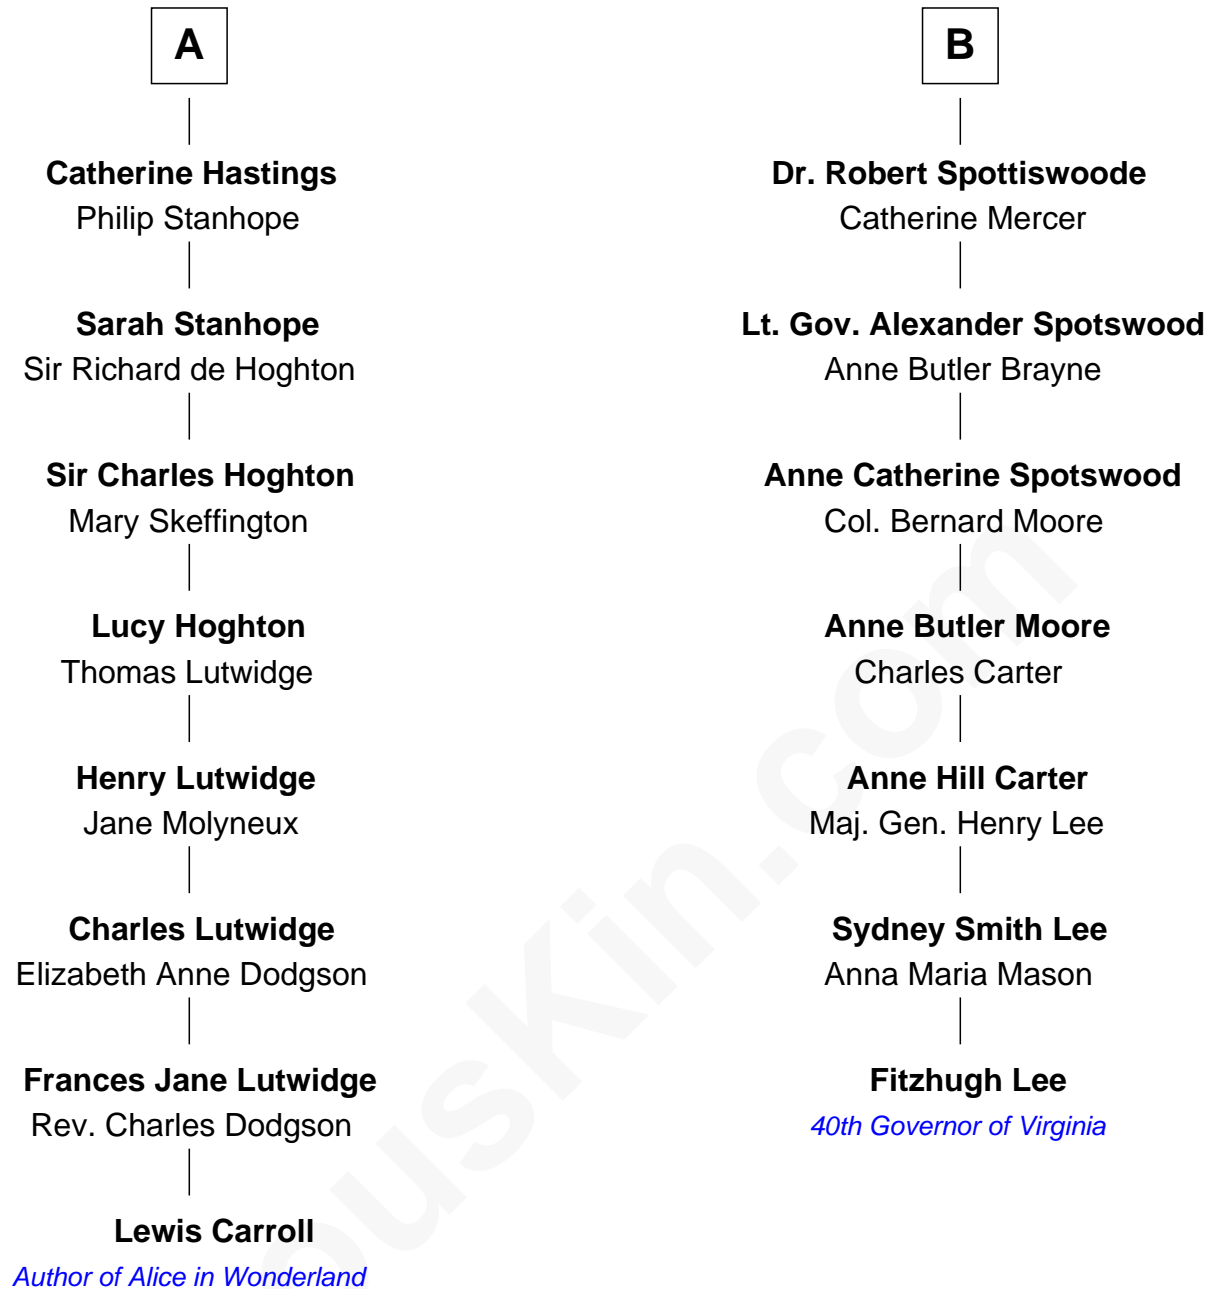 A
Catherine Hastings
Philip Stanhope
Sarah Stanhope
Sir Richard de Hoghton
Sir Charles Hoghton
Mary Skeffington
Lucy Hoghton
Thomas Lutwidge
Henry Lutwidge
Jane Molyneux
Charles Lutwidge
Elizabeth Anne Dodgson
Frances Jane Lutwidge
Rev. Charles Dodgson
Lewis Carroll
Author of Alice in Wonderland
B
Dr. Robert Spottiswoode
Catherine Mercer
Lt. Gov. Alexander Spotswood
Anne Butler Brayne
Anne Catherine Spotswood
Col. Bernard Moore
Anne Butler Moore
Charles Carter
Anne Hill Carter
Maj. Gen. Henry Lee
Sydney Smith Lee
Anna Maria Mason
Fitzhugh Lee
40th Governor of Virginia
ousKin.com